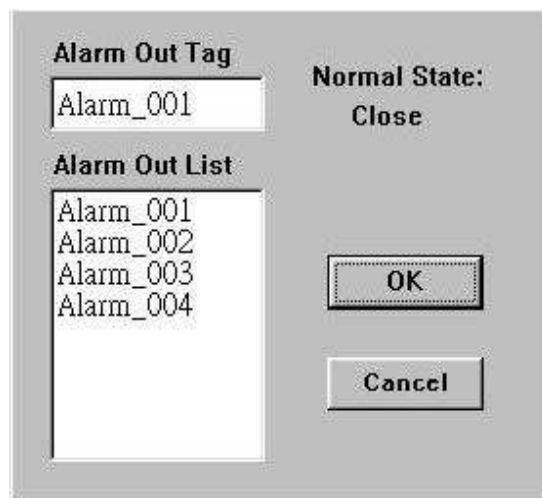 Alarm Out Tag
Alarm_001
Normal State:
Close
Alarm Out List
Alarm_001
Alarm_002
Alarm_003
Alarm_004
OK
Cancel